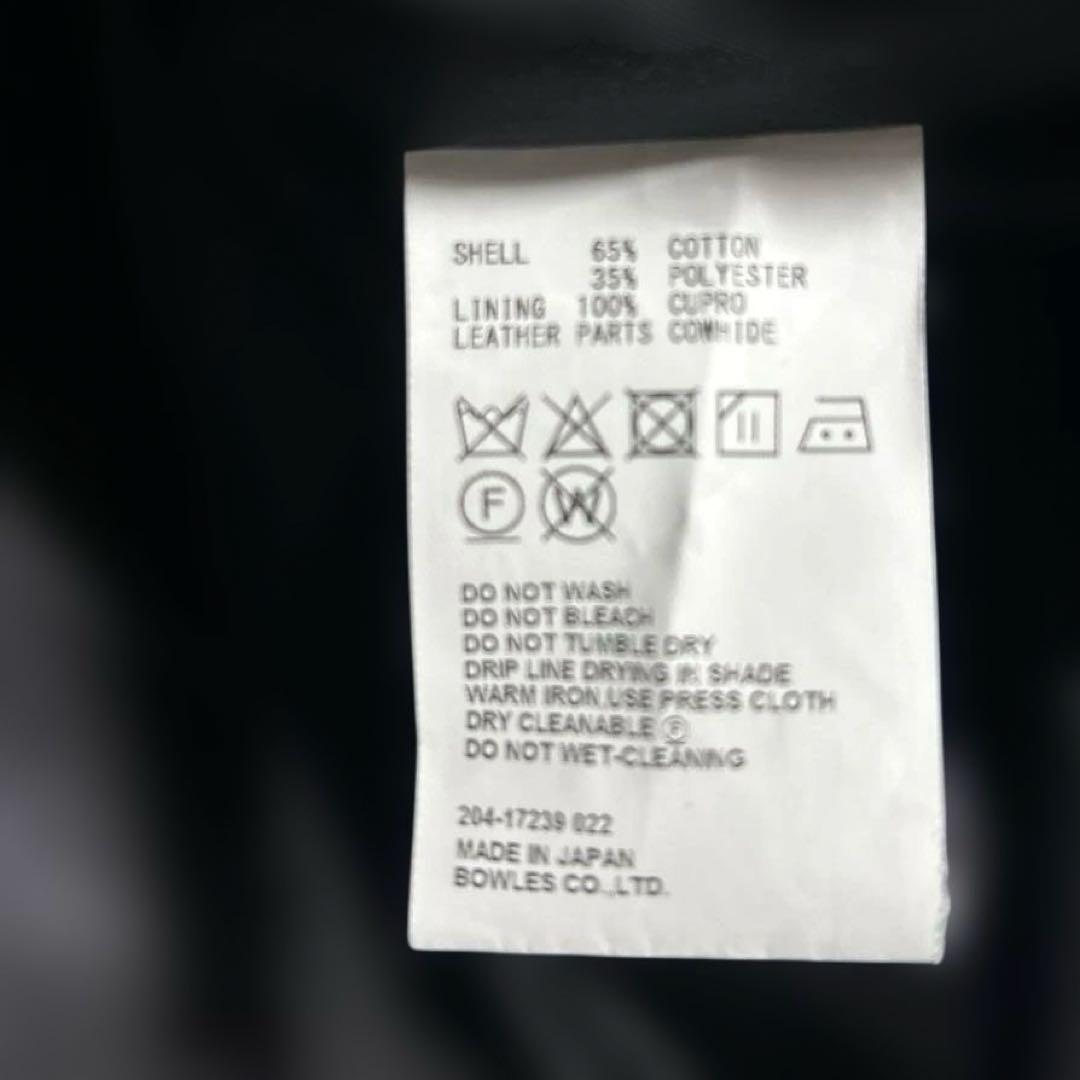 SHELL 65% COTTON
35% POLYESTER
LINING 100% CUPRO
LEATHER PARTS COWHIDE
F W
DO NOT WASH
DO NOT BLEACH
DO NOT TUMBLE DRY
DRIP LINE DRYING IN SHADE
WARM IRON,USE PRESS CLOTH
DRY CLEANABLE Ⓕ
DO NOT WET-CLEANING
204-17239 022
MADE IN JAPAN
BOWLES CO.,LTD.